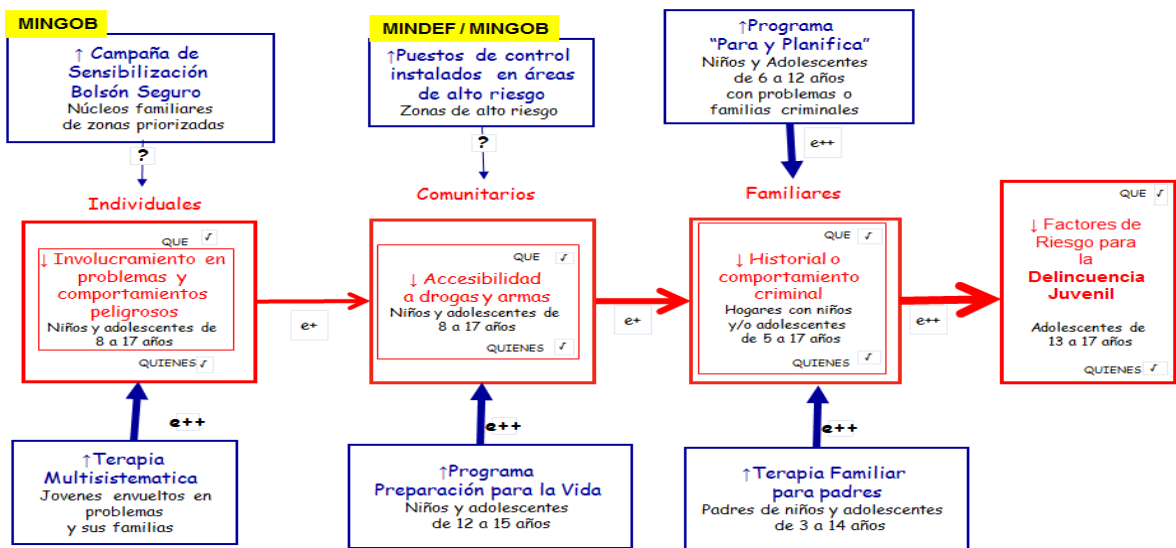 MINGOB
↑ Campaña de
Sensibilización
Bolsón Seguro
Núcleos familiares
de zonas priorizadas
?
MINDEF / MINGOB
↑Puestos de control
instalados en áreas
de alto riesgo
Zonas de alto riesgo
?
↑Programa
“Para y Planifica”
Niños y Adolescentes
de 6 a 12 años
con problemas o
familias criminales
e++
Individuales
QUE √
↓ Involucramiento en
problemas y
comportamientos
peligrosos
Niños y adolescentes de
8 a 17 años
QUIENES √
e+
Comunitarios
QUE √
↓ Accesibilidad
a drogas y armas
Niños y adolescentes de
8 a 17 años
QUIENES √
e+
Familiares
QUE √
↓ Historial o
comportamiento
criminal
Hogares con niños
y/o adolescentes
de 5 a 17 años
QUIENES √
e++
QUE √
↓ Factores de
Riesgo para
la
Delincuencia
Juvenil
Adolescentes de
13 a 17 años
QUIENES √
e++
↑Terapia
Multisistematica
Jovenes envueltos en
problemas
y sus familias
e++
↑Programa
Preparación para la Vida
Niños y adolescentes
de 12 a 15 años
e++
↑Terapia Familiar
para padres
Padres de niños y adolescentes
de 3 a 14 años